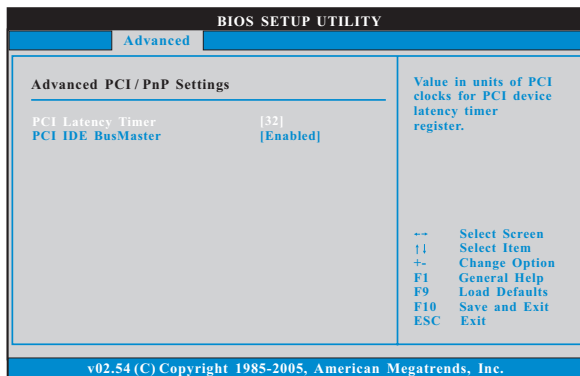 BIOS SETUP UTILITY
Advanced
Advanced PCI / PnP Settings
PCI Latency Timer [32]
PCI IDE BusMaster [Enabled]
Value in units of PCI
clocks for PCI device
latency timer
register.
←→ Select Screen
↑↓ Select Item
+- Change Option
F1 General Help
F9 Load Defaults
F10 Save and Exit
ESC Exit
v02.54 (C) Copyright 1985-2005, American Megatrends, Inc.